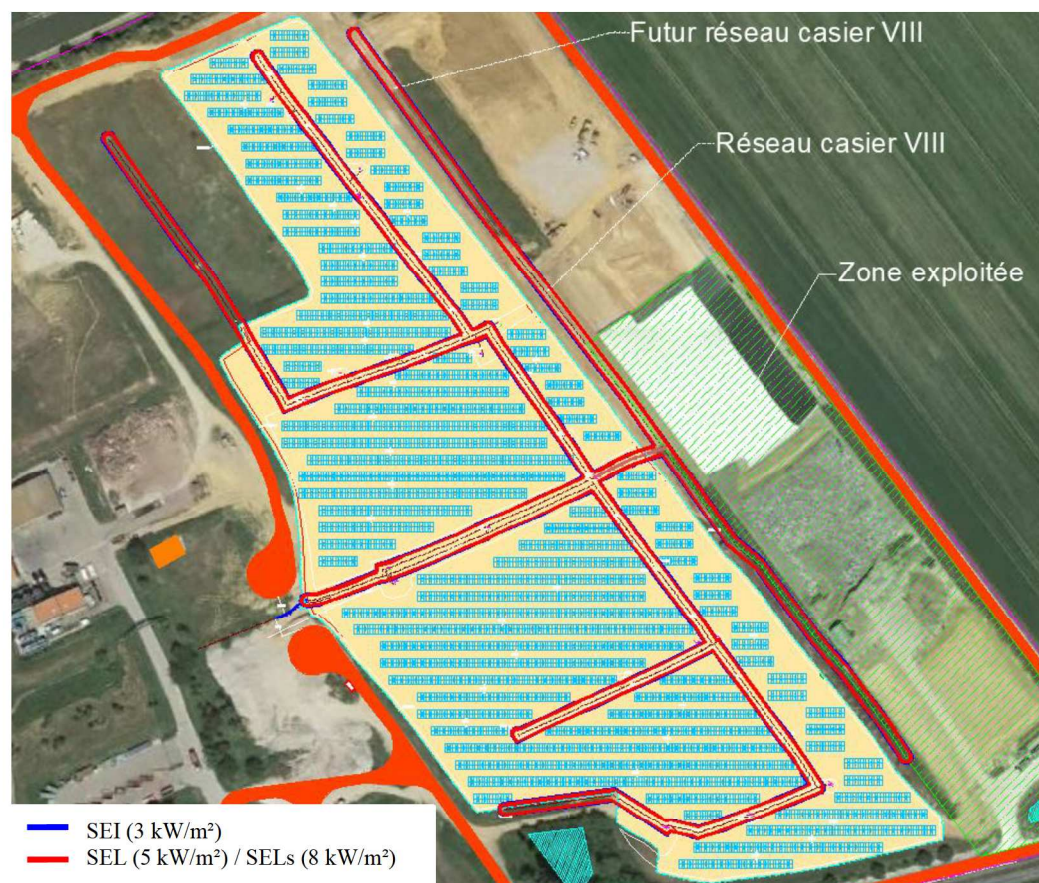 Futur réseau casier VIII
Réseau casier VIII
Zone exploitée
SEI (3 kW/m²)
SEL (5 kW/m²) / SELs (8 kW/m²)